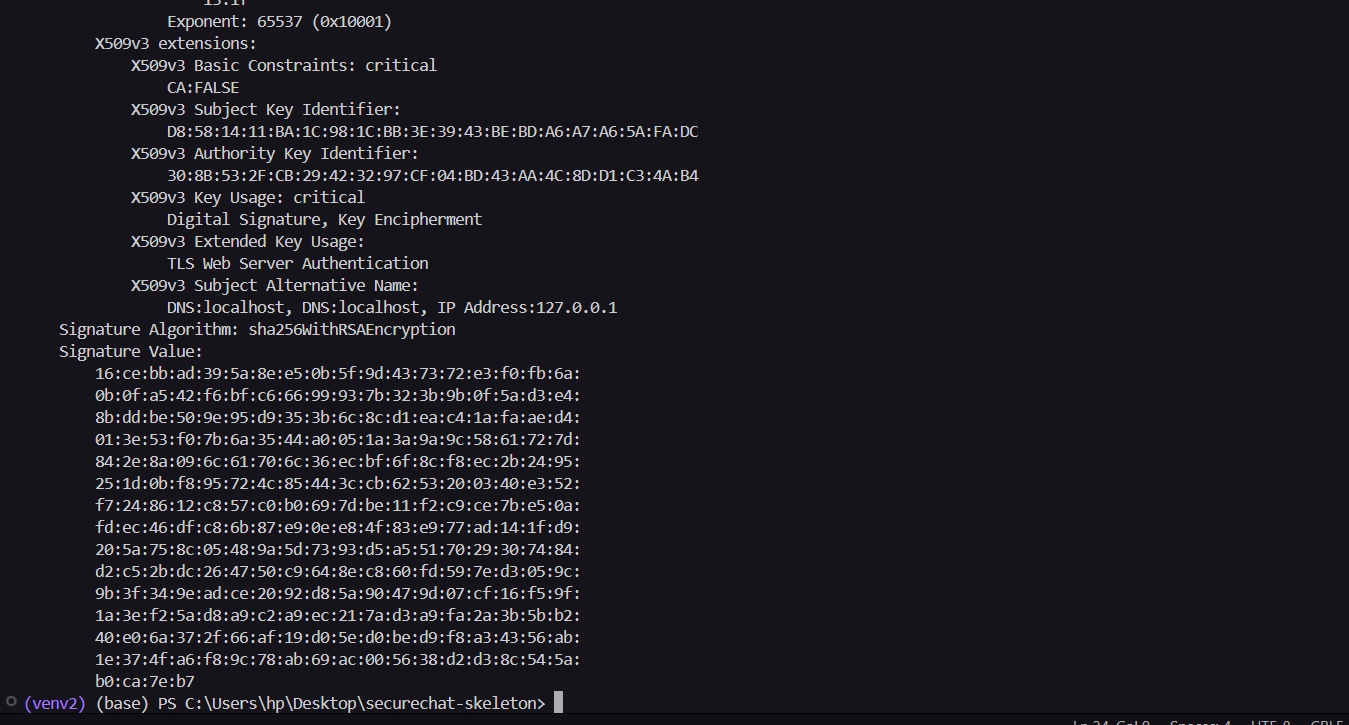 Exponent: 65537 (0x10001)
X509v3 extensions:
X509v3 Basic Constraints: critical
CA:FALSE
X509v3 Subject Key Identifier:
D8:58:14:11:BA:1C:98:1C:BB:3E:39:43:BE:BD:A6:A7:A6:5A:FA:DC
X509v3 Authority Key Identifier:
30:8B:53:2F:CB:29:42:32:97:CF:04:BD:43:AA:4C:8D:D1:C3:4A:B4
X509v3 Key Usage: critical
Digital Signature, Key Encipherment
X509v3 Extended Key Usage:
TLS Web Server Authentication
X509v3 Subject Alternative Name:
DNS:localhost, DNS:localhost, IP Address:127.0.0.1
Signature Algorithm: sha256WithRSAEncryption
Signature Value:
16:ce:bb:ad:39:5a:8e:e5:0b:5f:9d:43:73:72:e3:f0:fb:6a:
0b:0f:a5:42:f6:bf:c6:66:99:93:7b:32:3b:9b:0f:5a:d3:e4:
8b:dd:be:50:9e:95:d9:35:3b:6c:8c:d1:ea:c4:1a:fa:ae:d4:
01:3e:53:f0:7b:6a:35:44:a0:05:1a:3a:9a:9c:58:61:72:7d:
84:2e:8a:09:6c:61:70:6c:36:ec:bf:6f:8c:f8:ec:2b:24:95:
25:1d:0b:f8:95:72:4c:85:44:3c:cb:62:53:20:03:40:e3:52:
f7:24:86:12:c8:57:c0:b0:69:7d:be:11:f2:c9:ce:7b:e5:0a:
fd:ec:46:df:c8:6b:87:e9:0e:e8:4f:83:e9:77:ad:14:1f:d9:
20:5a:75:8c:05:48:9a:5d:73:93:d5:a5:51:70:29:30:74:84:
d2:c5:2b:dc:26:47:50:c9:64:8e:c8:60:fd:59:7e:d3:05:9c:
9b:3f:34:9e:ad:ce:20:92:d8:5a:90:47:9d:07:cf:16:f5:9f:
1a:3e:f2:5a:d8:a9:c2:a9:ec:21:7a:d3:a9:fa:2a:3b:5b:b2:
40:e0:6a:37:2f:66:af:19:d0:5e:d0:be:d9:f8:a3:43:56:ab:
1e:37:4f:a6:f8:9c:78:ab:69:ac:00:56:38:d2:d3:8c:54:5a:
b0:ca:7e:b7
(venv2) (base) PS C:\Users\hp\Desktop\securechat-skeleton>